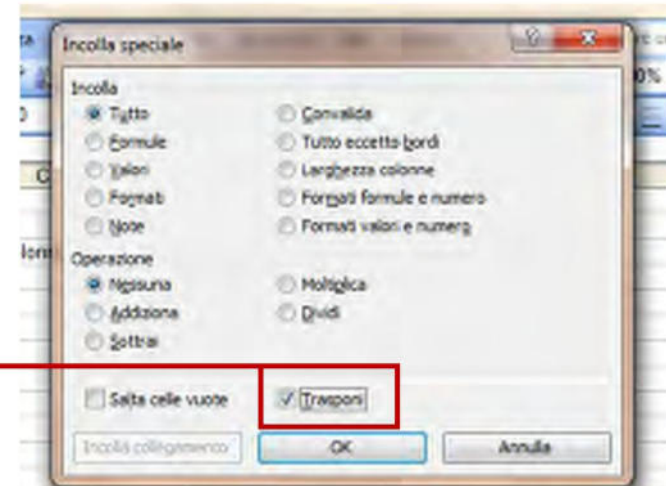 Incolla speciale
0%
Incolla
Tutto
Convalida
Formule
Tutto eccetto bordi
Valori
Larghezza colonne
C
Formati
Formati formule e numero
Note
Formati valori e numero
Operazione
Nessuna
Moltiplica
Addiziona
Dividi
Sottrai
Salta celle vuote
Trasponi
Incolla collegamento
OK
Annulla